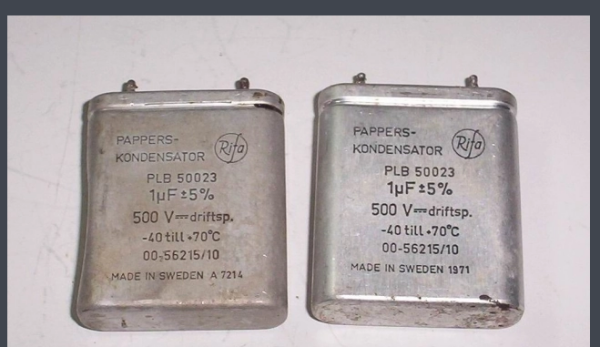 PAPPERS-
KONDENSATOR
Rifa
PLB 50023
1µF ±5%
500 V⎓driftsp.
-40 till +70°C
00-56215/10
MADE IN SWEDEN A 7214
PAPPERS-
KONDENSATOR
Rifa
PLB 50023
1µF ±5%
500 V⎓driftsp.
-40 till +70°C
00-56215/10
MADE IN SWEDEN 1971